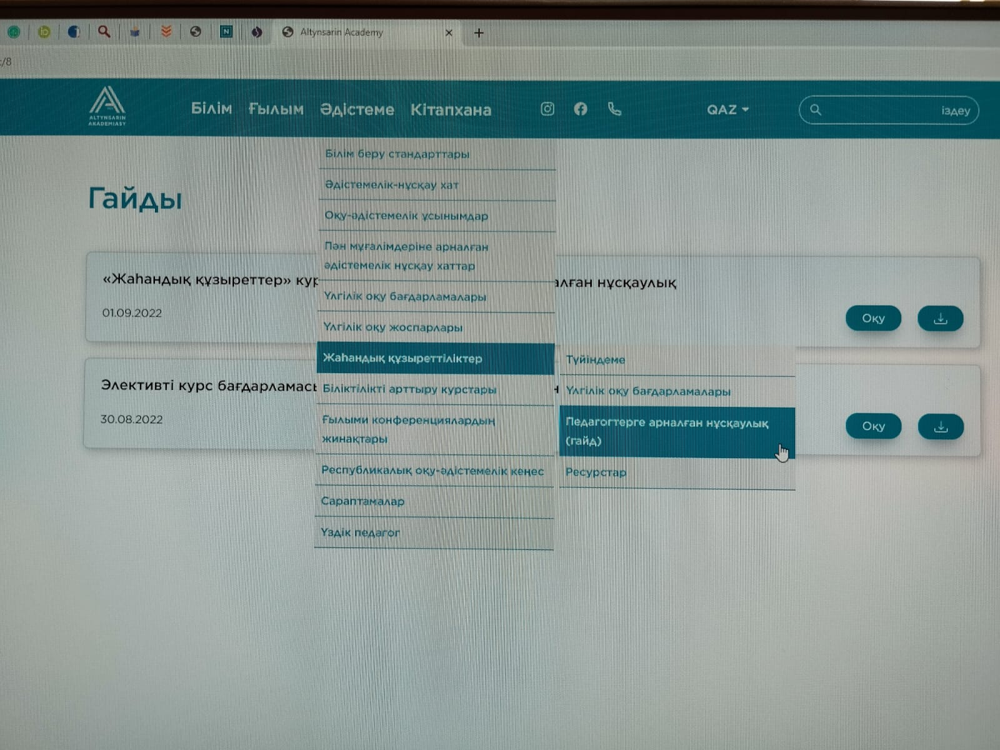 Altynsarin Academy
/8
ALTYNSARIN
AKADEMIASY
Білім Ғылым Әдістеме Кітапхана
QAZ
іздеу
Гайды
Білім беру стандарттары
Әдістемелік-нұсқау хат
Оқу-әдістемелік ұсынымдар
Пән мұғалімдеріне арналған
әдістемелік нұсқау хаттар
Үлгілік оқу бағдарламалары
Үлгілік оқу жоспарлары
Жаһандық құзыреттіліктер
Біліктілікті арттыру курстары
Ғылыми конференциялардың
жинақтары
Республикалық оқу-әдістемелік кеңес
Сараптамалар
Үздік педагог
Түйіндеме
Үлгілік оқу бағдарламалары
Педагогтерге арналған нұсқаулық
(гайд)
Ресурстар
«Жаһандық құзыреттер» нұсқаулық
01.09.2022
Оқу
Элективті курс
30.08.2022
Оқу